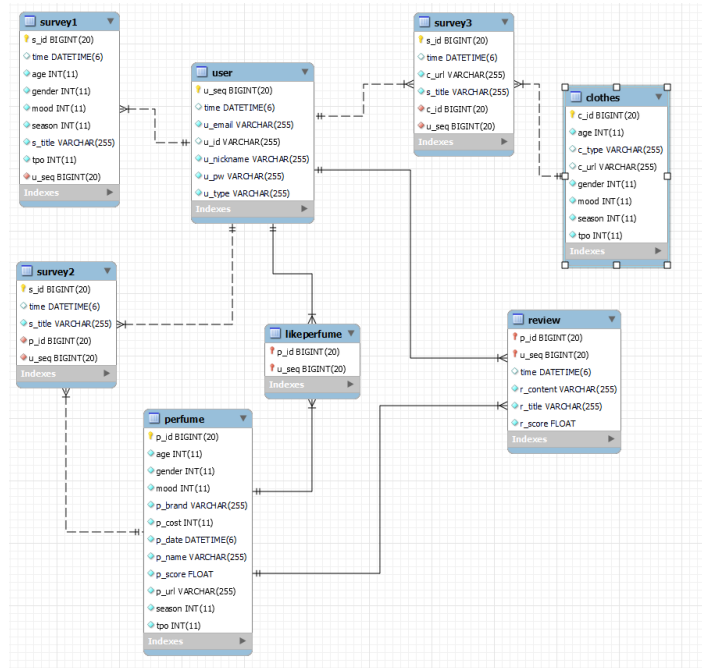 survey1
s_id BIGINT(20)
time DATETIME(6)
age INT(11)
gender INT(11)
mood INT(11)
season INT(11)
s_title VARCHAR(255)
tpo INT(11)
u_seq BIGINT(20)
Indexes
user
u_seq BIGINT(20)
time DATETIME(6)
u_email VARCHAR(255)
u_id VARCHAR(255)
u_nickname VARCHAR(255)
u_pw VARCHAR(255)
u_type VARCHAR(255)
Indexes
survey3
s_id BIGINT(20)
time DATETIME(6)
c_url VARCHAR(255)
s_title VARCHAR(255)
c_id BIGINT(20)
u_seq BIGINT(20)
Indexes
clothes
c_id BIGINT(20)
age INT(11)
c_type VARCHAR(255)
c_url VARCHAR(255)
gender INT(11)
mood INT(11)
season INT(11)
tpo INT(11)
Indexes
survey2
s_id BIGINT(20)
time DATETIME(6)
s_title VARCHAR(255)
p_id BIGINT(20)
u_seq BIGINT(20)
Indexes
likeperfume
p_id BIGINT(20)
u_seq BIGINT(20)
Indexes
review
p_id BIGINT(20)
u_seq BIGINT(20)
time DATETIME(6)
r_content VARCHAR(255)
r_title VARCHAR(255)
r_score FLOAT
Indexes
perfume
p_id BIGINT(20)
age INT(11)
gender INT(11)
mood INT(11)
p_brand VARCHAR(255)
p_cost INT(11)
p_date DATETIME(6)
p_name VARCHAR(255)
p_score FLOAT
p_url VARCHAR(255)
season INT(11)
tpo INT(11)
Indexes